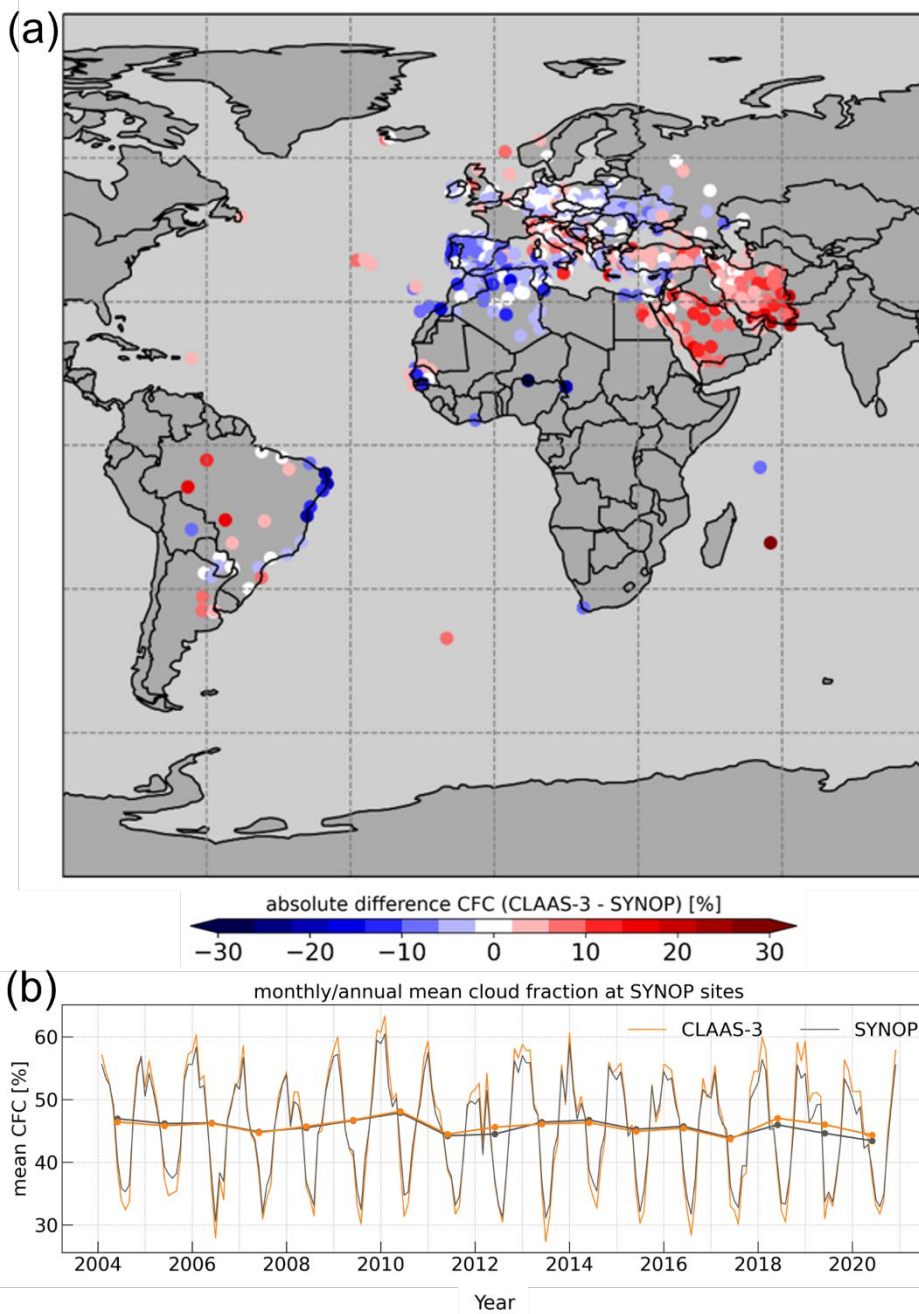 (a)
absolute difference CFC (CLAAS-3 - SYNOP) [%]
−30 −20 −10 0 10 20 30
(b)
monthly/annual mean cloud fraction at SYNOP sites
CLAAS-3 SYNOP
mean CFC [%]
60
50
40
30
2004 2006 2008 2010 2012 2014 2016 2018 2020
Year